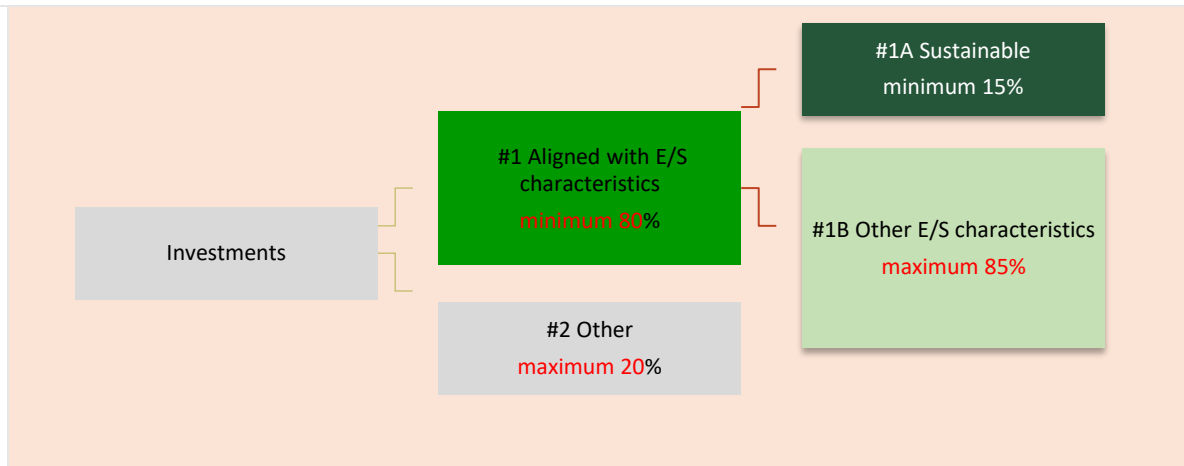 #1A Sustainable
minimum 15%
#1 Aligned with E/S
characteristics
minimum 80%
#1B Other E/S characteristics
maximum 85%
Investments
#2 Other
maximum 20%